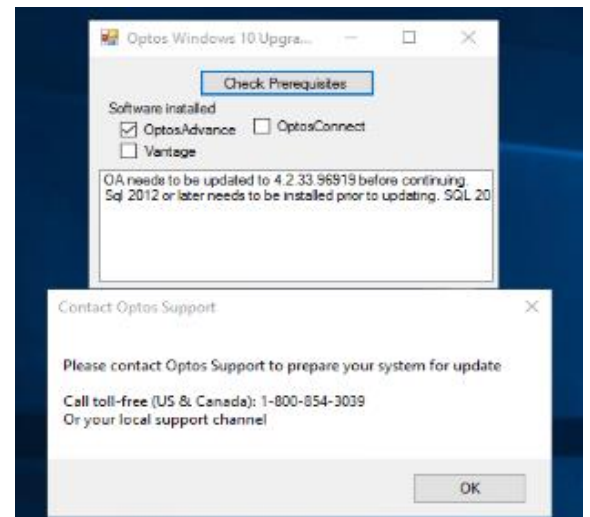 Optos Windows 10 Upgra...
Check Prerequisites
Software installed
OptosAdvance OptosConnect
Vantage
OA needs to be updated to 4.2.33.96919 before continuing.
Sql 2012 or later needs to be installed prior to updating. SQL 20
Contact Optos Support
Please contact Optos Support to prepare your system for update
Call toll-free (US & Canada): 1-800-854-3039
Or your local support channel
OK